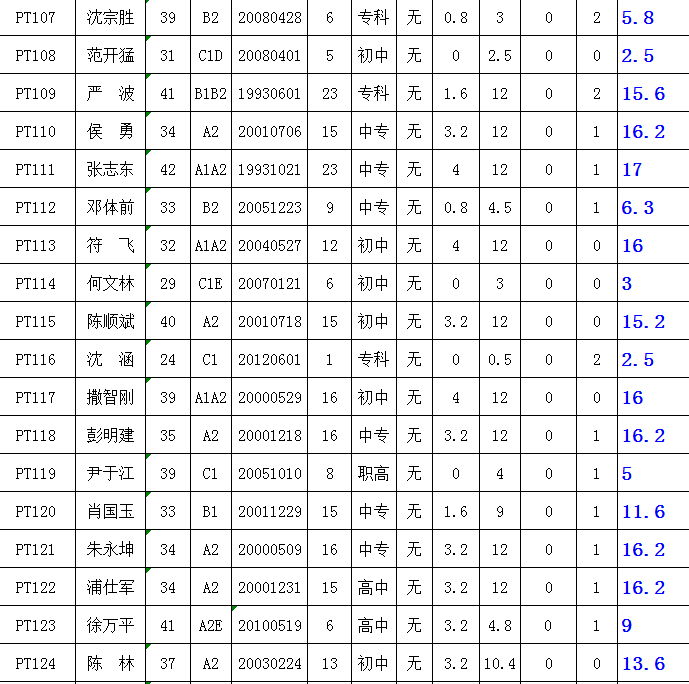 PT107 沈宗胜 39 B2 20080428 6 专科 无 0.8 3 0 2 5.8
PT108 范开猛 31 C1D 20080401 5 初中 无 0 2.5 0 0 2.5
PT109 严 波 41 B1B2 19930601 23 专科 无 1.6 12 0 2 15.6
PT110 侯 勇 34 A2 20010706 15 中专 无 3.2 12 0 1 16.2
PT111 张志东 42 A1A2 19931021 23 中专 无 4 12 0 1 17
PT112 邓体前 33 B2 20051223 9 中专 无 0.8 4.5 0 1 6.3
PT113 符 飞 32 A1A2 20040527 12 初中 无 4 12 0 0 16
PT114 何文林 29 C1E 20070121 6 初中 无 0 3 0 0 3
PT115 陈顺斌 40 A2 20010718 15 初中 无 3.2 12 0 0 15.2
PT116 沈 涵 24 C1 20120601 1 专科 无 0 0.5 0 2 2.5
PT117 撒智刚 39 A1A2 20000529 16 初中 无 4 12 0 0 16
PT118 彭明建 35 A2 20001218 16 中专 无 3.2 12 0 1 16.2
PT119 尹于江 39 C1 20051010 8 职高 无 0 4 0 1 5
PT120 肖国玉 33 B1 20011229 15 中专 无 1.6 9 0 1 11.6
PT121 朱永坤 34 A2 20000509 16 中专 无 3.2 12 0 1 16.2
PT122 浦仕军 34 A2 20001231 15 高中 无 3.2 12 0 1 16.2
PT123 徐万平 41 A2E 20100519 6 高中 无 3.2 4.8 0 1 9
PT124 陈 林 37 A2 20030224 13 初中 无 3.2 10.4 0 0 13.6